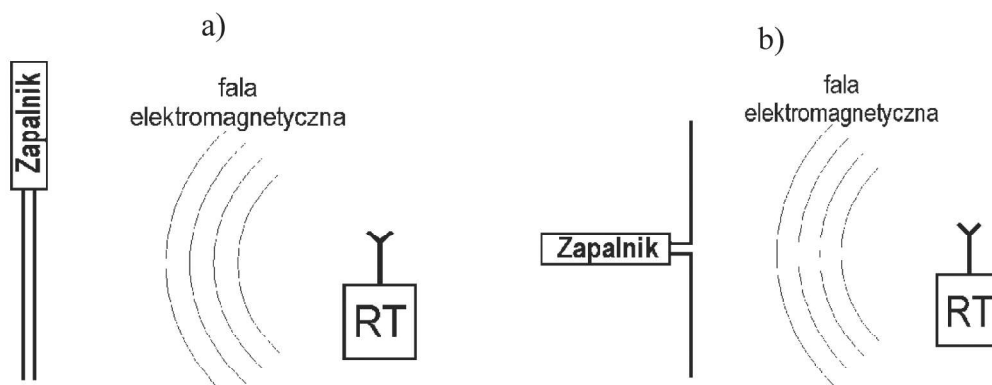 a)
fala
elektromagnetyczna
Zapalnik
RT
b)
fala
elektromagnetyczna
Zapalnik
RT